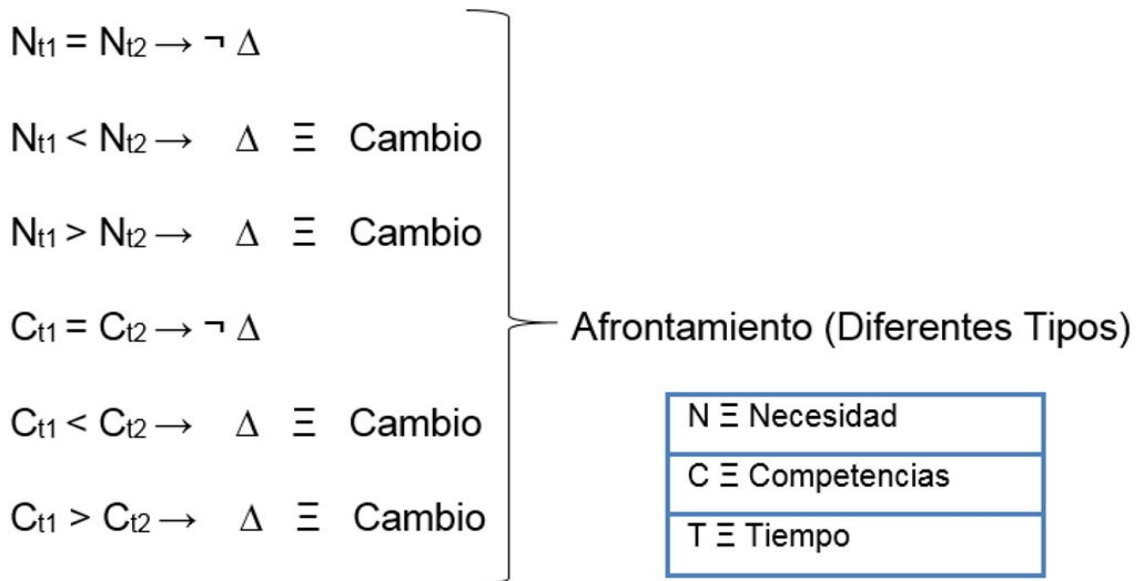 Nt1 = Nt2 → ¬ Δ
Nt1 < Nt2 → Δ Ξ Cambio
Nt1 > Nt2 → Δ Ξ Cambio
Ct1 = Ct2 → ¬ Δ
Afrontamiento (Diferentes Tipos)
Ct1 < Ct2 → Δ Ξ Cambio
Ct1 > Ct2 → Δ Ξ Cambio
N Ξ Necesidad
C Ξ Competencias
T Ξ Tiempo